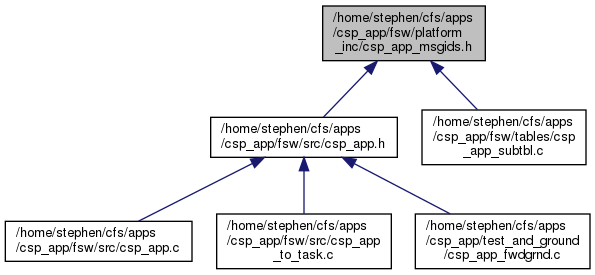 /home/stephen/cfs/apps
/csp_app/fsw/platform
_inc/csp_app_msgids.h
/home/stephen/cfs/apps
/csp_app/fsw/src/csp_app.h
/home/stephen/cfs/apps
/csp_app/fsw/tables/csp
_app_subtbl.c
/home/stephen/cfs/apps
/csp_app/fsw/src/csp_app.c
/home/stephen/cfs/apps
/csp_app/fsw/src/csp_app
_to_task.c
/home/stephen/cfs/apps
/csp_app/test_and_ground
/csp_app_fwdgrnd.c